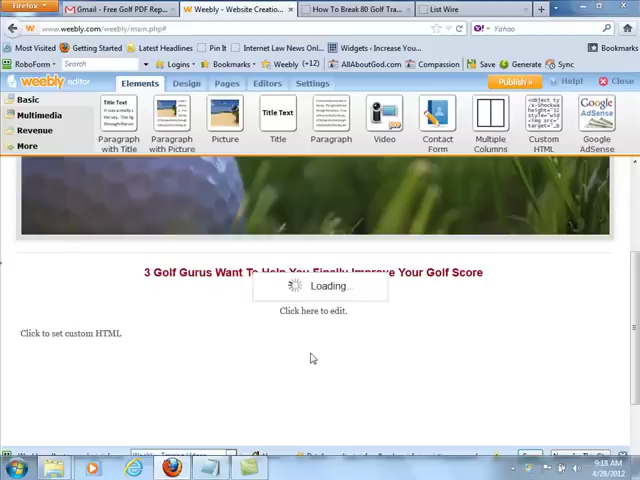 Firefox
Gmail - Free Golf PDF Rep...
Weebly - Website Creatio...
How To Break 80 Golf Tra...
List Wire
www.weebly.com/weebly/main.php#
Yahoo
Most Visited
Getting Started
Latest Headlines
Pin It
Internet Law News Onl...
Widgets « Increase You...
Bookmarks
RoboForm
Search
Logins
Bookmarks
Weebly (+12)
AllAboutGod.com
Compassion
Save
Generate
Sync
weebly editor
Elements
Design
Pages
Editors
Settings
Publish
Help!
Close
Basic
Multimedia
Revenue
More
Title Text
Title Text
Google AdSense
Paragraph with Title
Paragraph with Picture
Picture
Title
Paragraph
Video
Contact Form
Multiple Columns
Custom HTML
Google AdSense
3 Golf Gurus Want To Help You Finally Improve Your Golf Score
Loading...
Click here to edit.
Click to set custom HTML
9:18 AM
4/28/2012